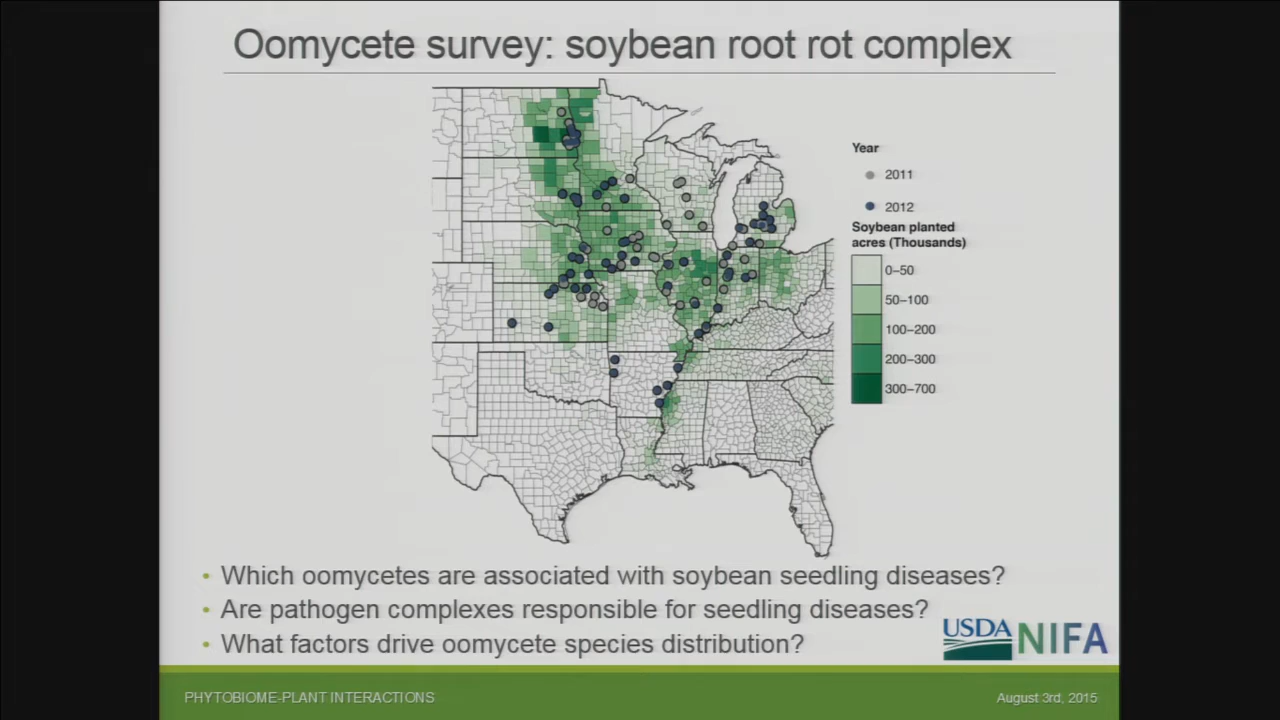 Oomycete survey: soybean root rot complex
Year
2011
2012
Soybean planted
acres (Thousands)
0–50
50–100
100–200
200–300
300–700
• Which oomycetes are associated with soybean seedling diseases?
• Are pathogen complexes responsible for seedling diseases?
• What factors drive oomycete species distribution?
USDA NIFA
PHYTOBIOME-PLANT INTERACTIONS
August 3rd, 2015